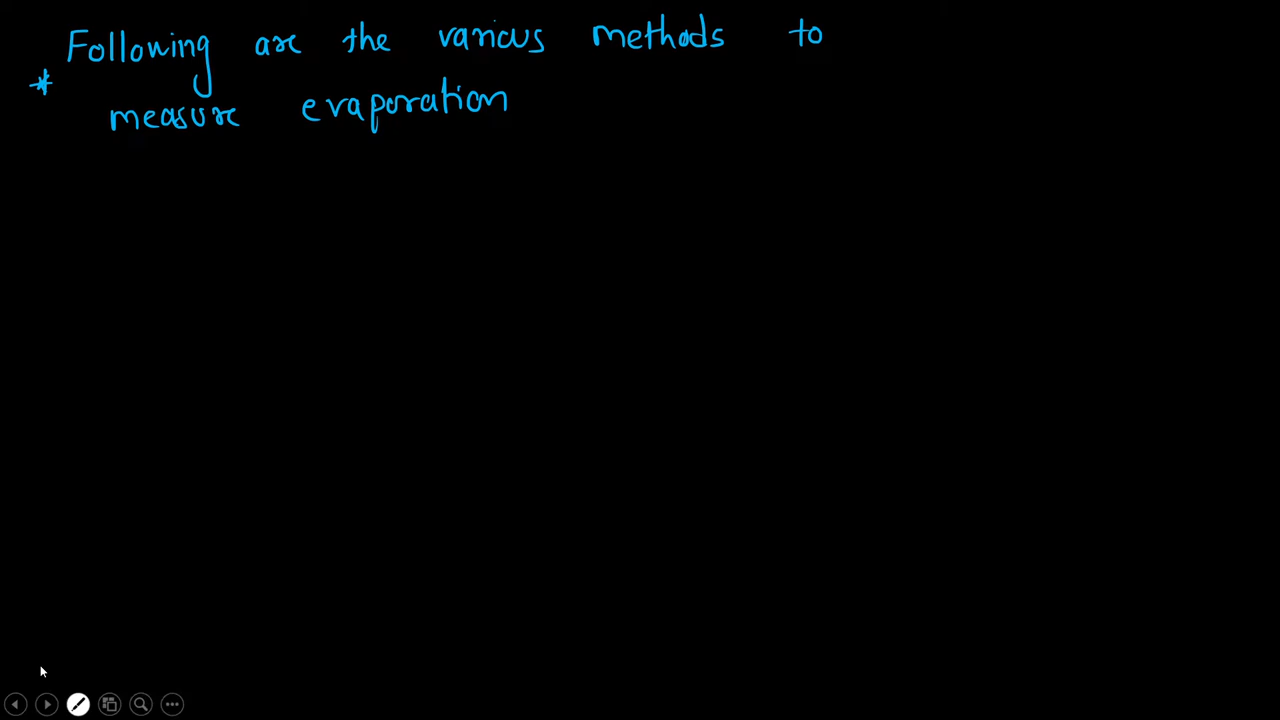 Following are the various methods to
* measure evaporation